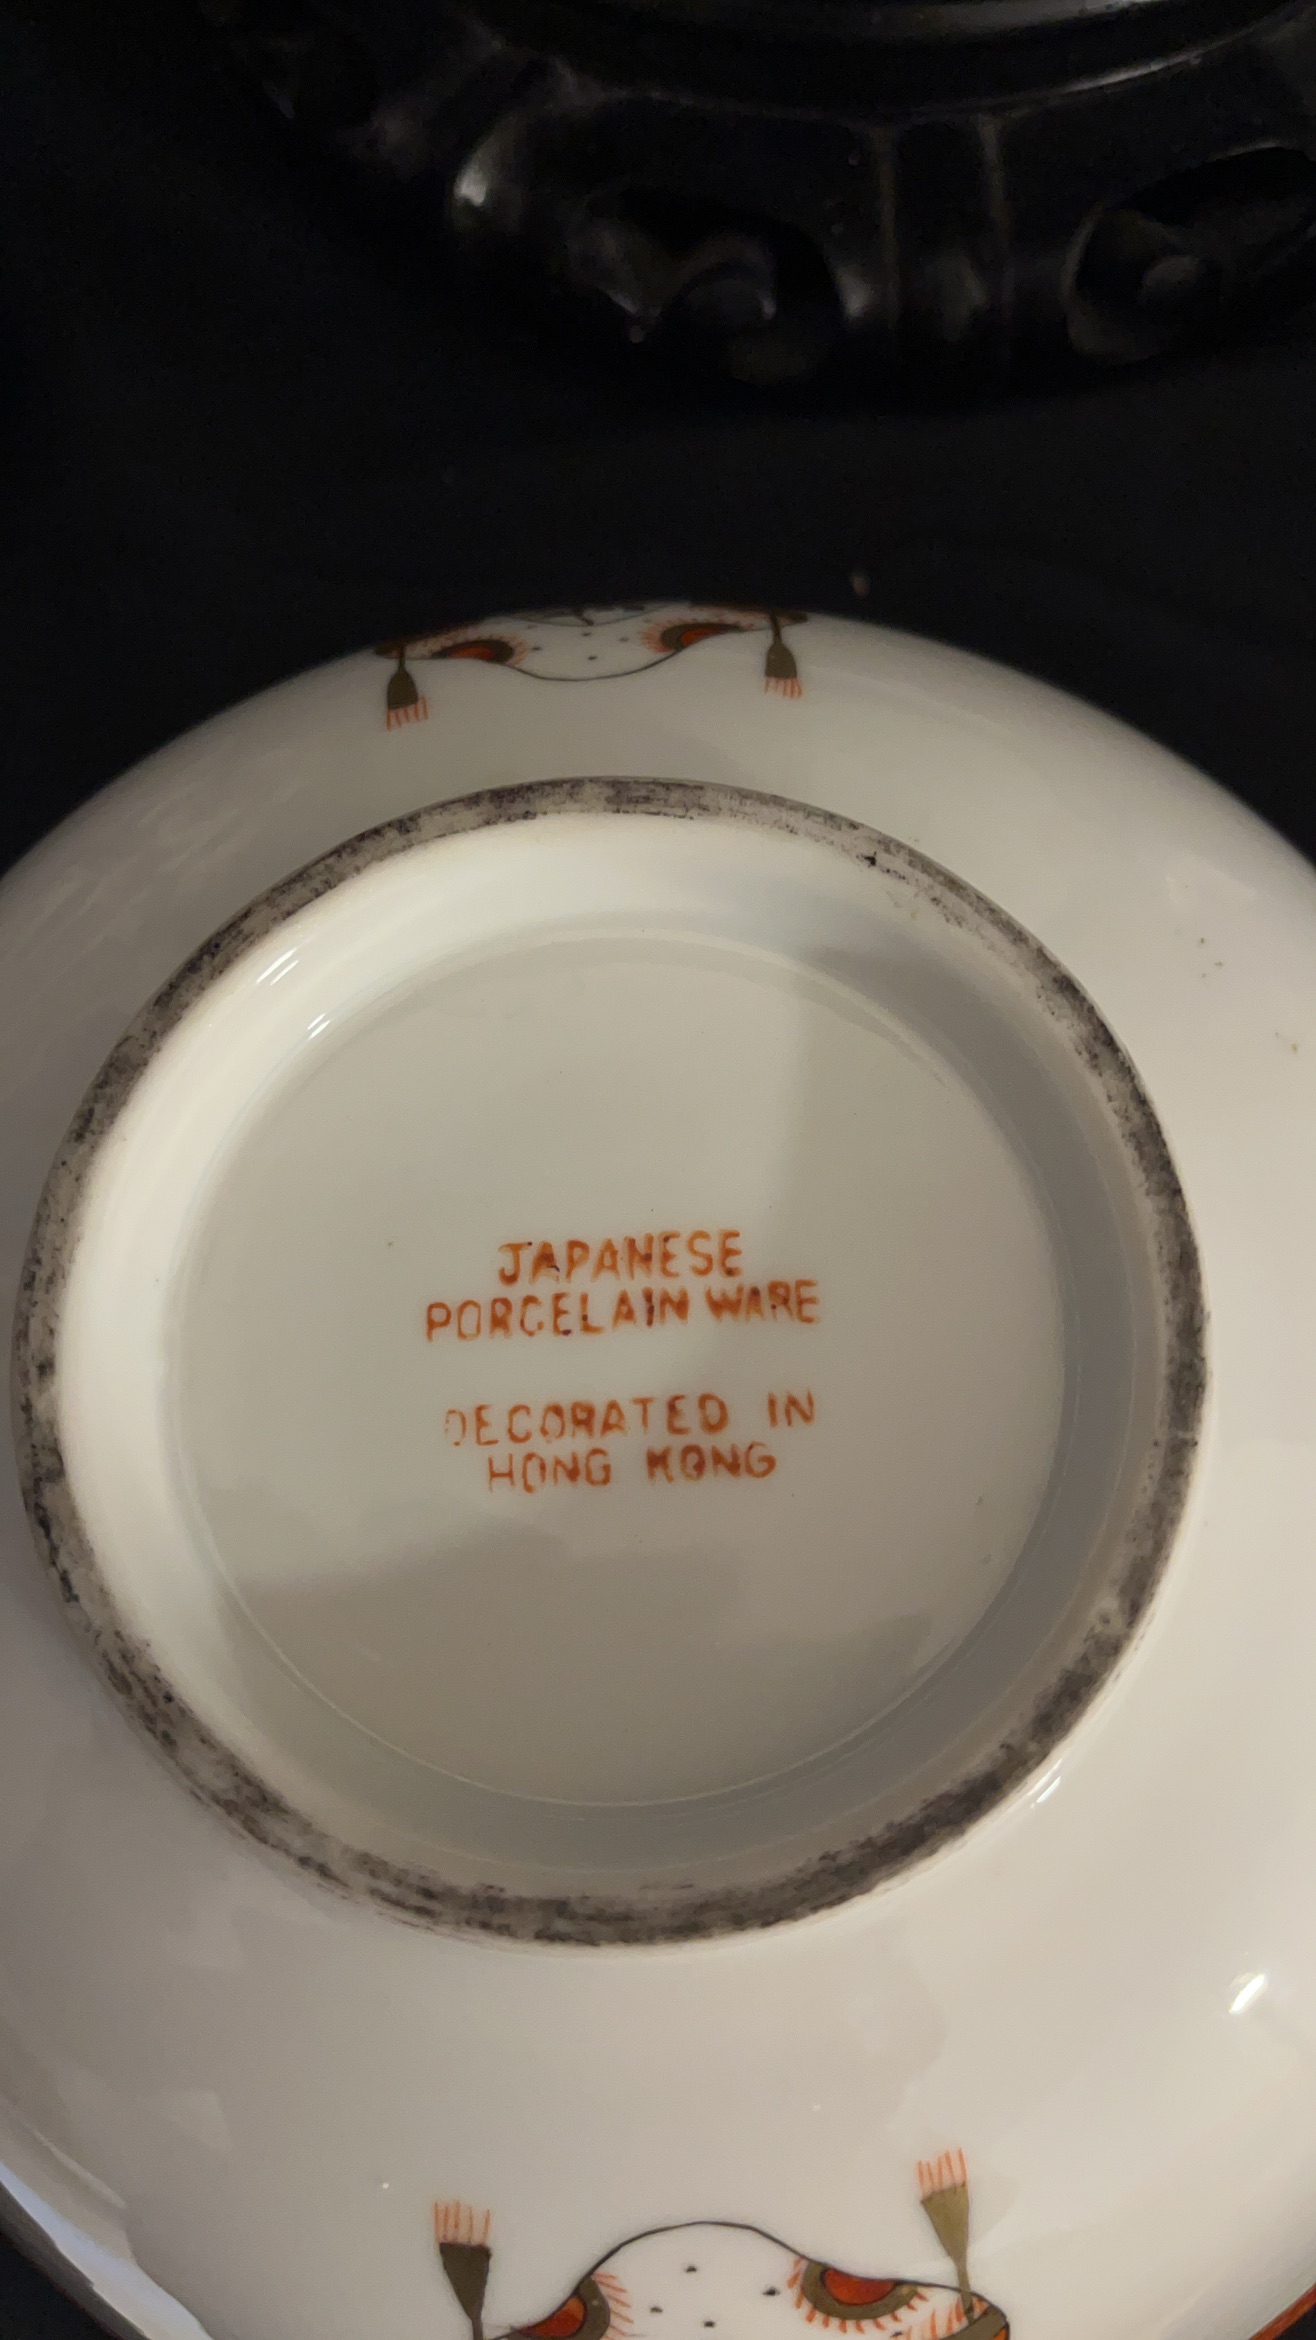 JAPANESE
PORCELAIN WARE
DECORATED IN
HONG KONG